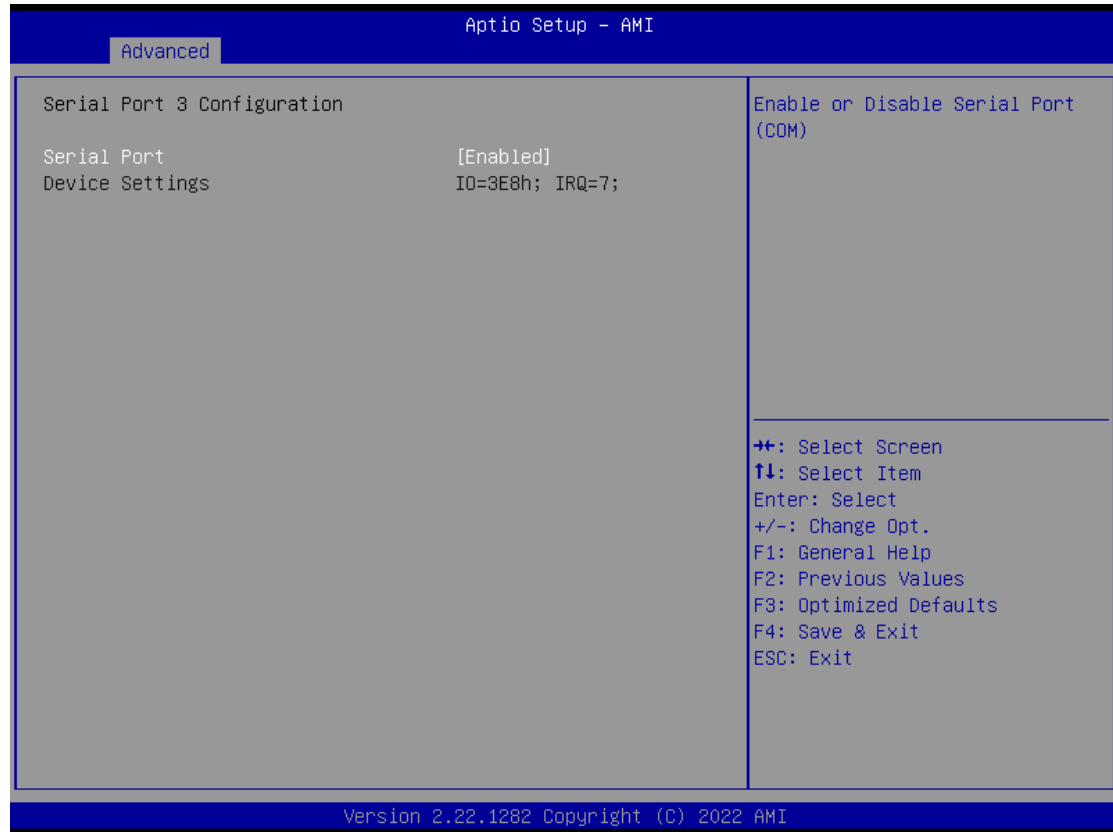 Aptio Setup – AMI
Advanced
Serial Port 3 Configuration
Serial Port [Enabled]
Device Settings IO=3E8h; IRQ=7;
Enable or Disable Serial Port
(COM)
→←: Select Screen
↑↓: Select Item
Enter: Select
+/-: Change Opt.
F1: General Help
F2: Previous Values
F3: Optimized Defaults
F4: Save & Exit
ESC: Exit
Version 2.22.1282 Copyright (C) 2022 AMI